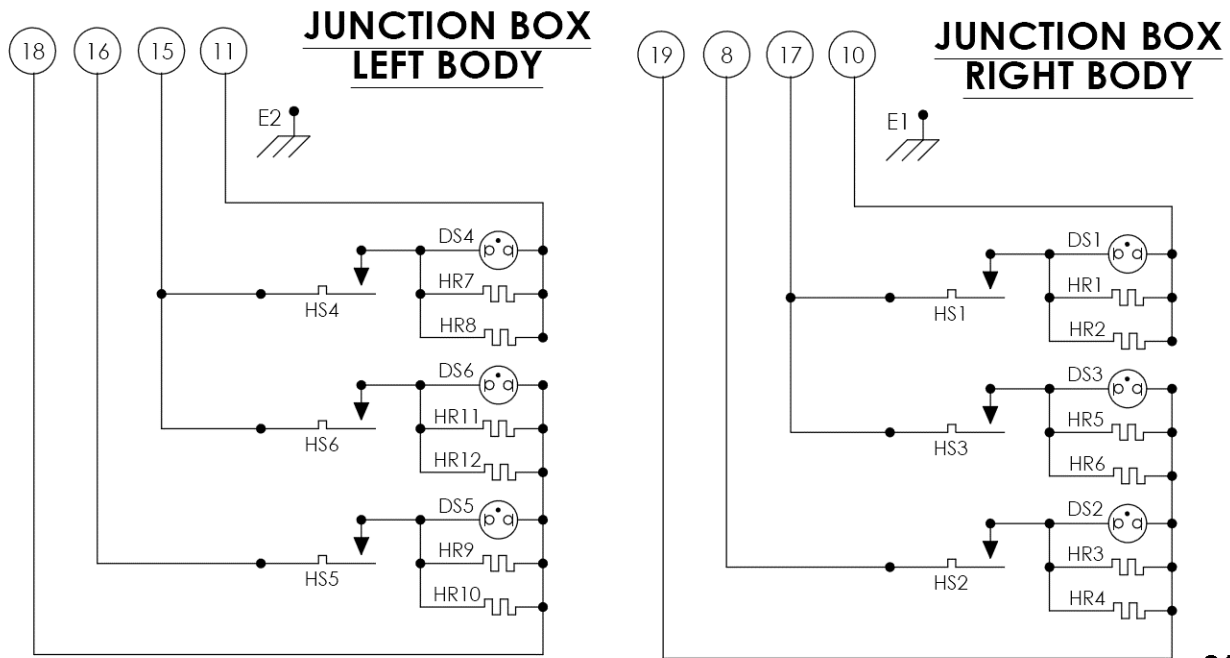 JUNCTION BOX
LEFT BODY
18
16
15
11
E2
DS4
HR7
HS4
HR8
DS6
HR11
HS6
HR12
DS5
HR9
HS5
HR10
JUNCTION BOX
RIGHT BODY
19
8
17
10
E1
DS1
HR1
HS1
HR2
DS3
HR5
HS3
HR6
DS2
HR3
HS2
HR4